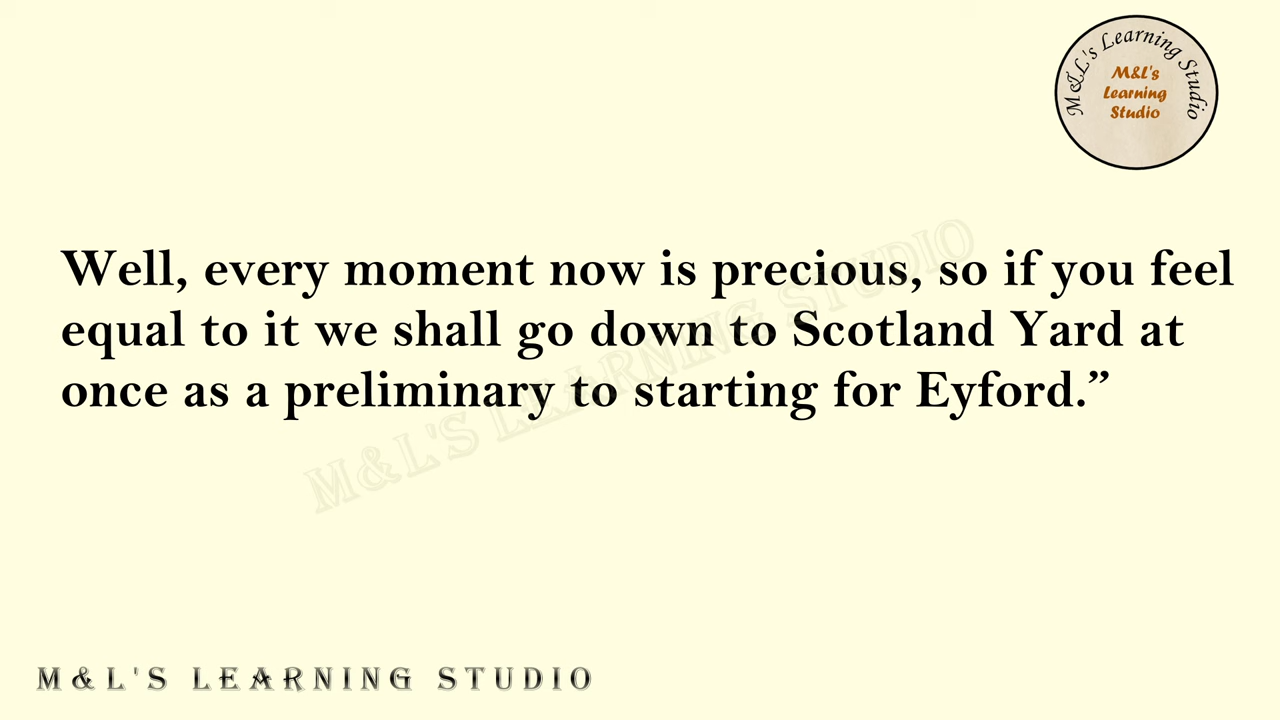 M&L's Learning Studio
M&L's
Learning
Studio
Well, every moment now is precious, so if you feel
equal to it we shall go down to Scotland Yard at
once as a preliminary to starting for Eyford.”
M&L'S LEARNING STUDIO
M&L'S LEARNING STUDIO